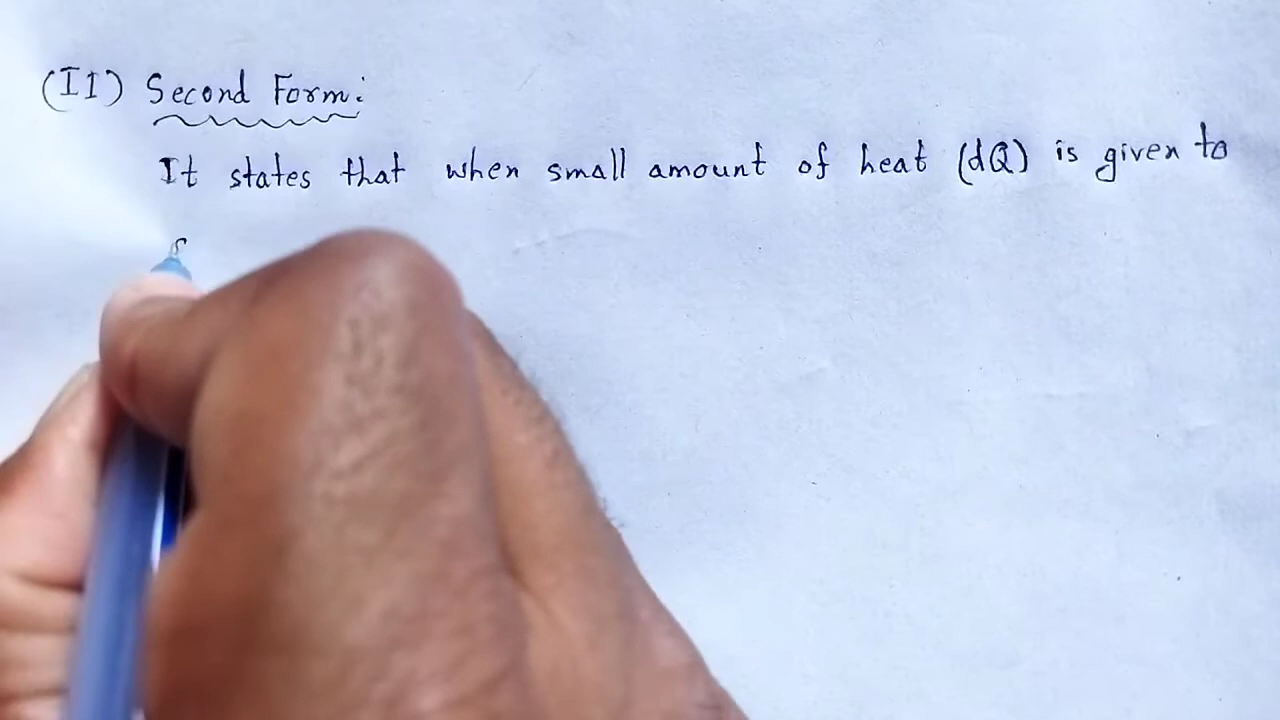 (II) Second Form:
It states that when small amount of heat (dQ) is given to